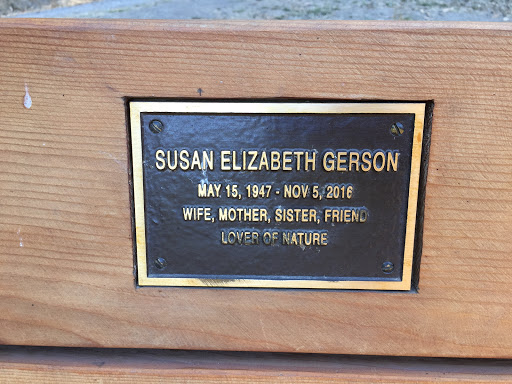 SUSAN ELIZABETH GERSON
MAY 15, 1947 - NOV 5, 2016
WIFE, MOTHER, SISTER, FRIEND
LOVER OF NATURE